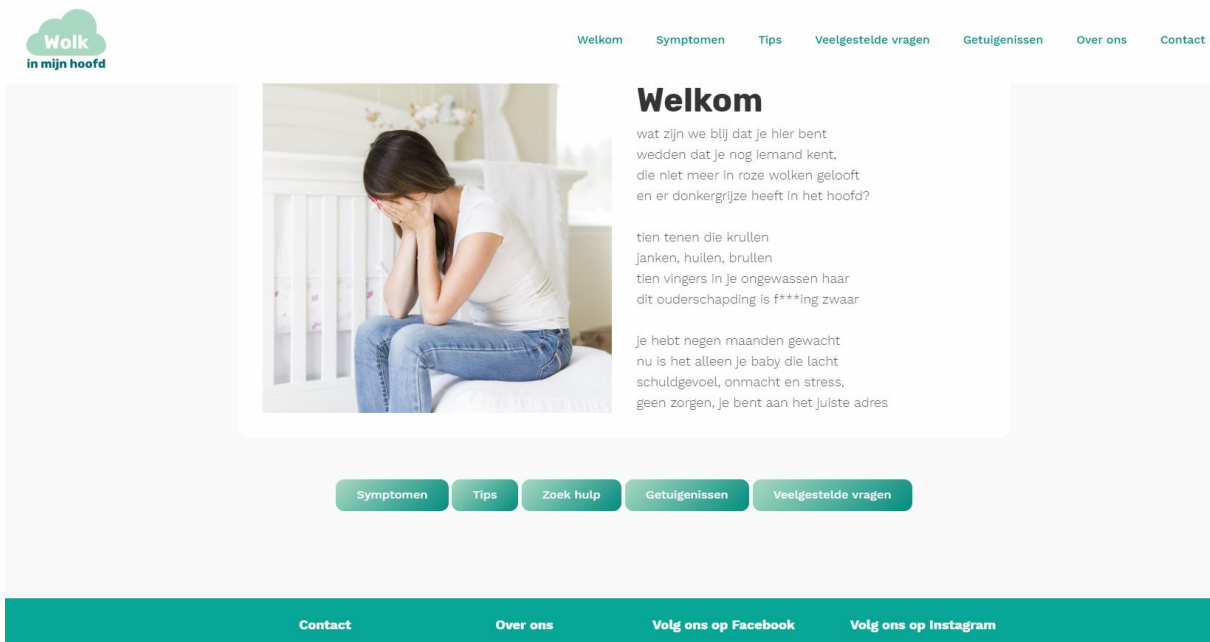 Wolk
in mijn hoofd
Welkom Symptomen Tips Veelgestelde vragen Getuigenissen Over ons Contact
Welkom
wat zijn we blij dat je hier bent
wedden dat je nog iemand kent,
die niet meer in roze wolken gelooft
en er donkergrijze heeft in het hoofd?
tien tenen die krullen
janken, huilen, brullen
tien vingers in je ongewassen haar
dit ouderschapding is f***ing zwaar
je hebt negen maanden gewacht
nu is het alleen je baby die lacht
schuldgevoel, onmacht en stress,
geen zorgen, je bent aan het juiste adres
Symptomen Tips Zoek hulp Getuigenissen Veelgestelde vragen
Contact Over ons Volg ons op Facebook Volg ons op Instagram